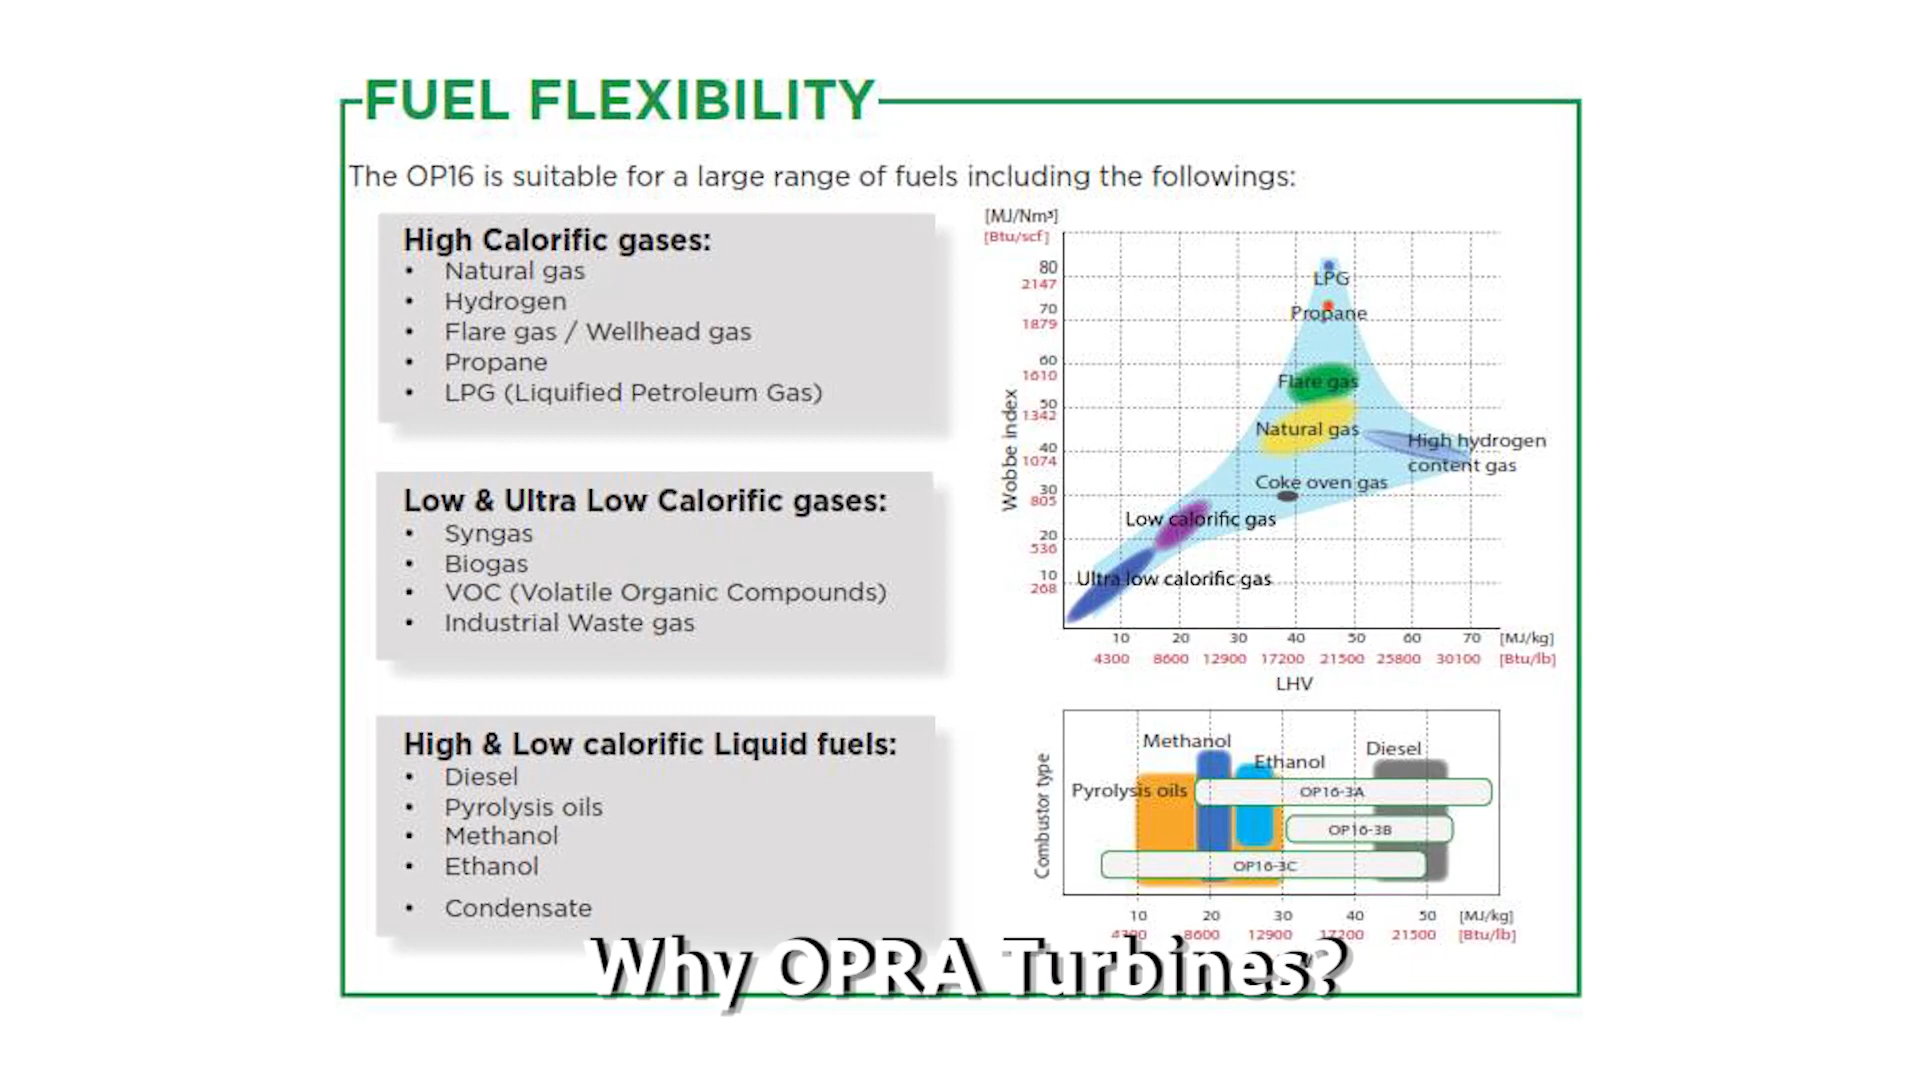 FUEL FLEXIBILITY
The OP16 is suitable for a large range of fuels including the followings:
High Calorific gases:
• Natural gas
• Hydrogen
• Flare gas / Wellhead gas
• Propane
• LPG (Liquified Petroleum Gas)
Low & Ultra Low Calorific gases:
• Syngas
• Biogas
• VOC (Volatile Organic Compounds)
• Industrial Waste gas
High & Low calorific Liquid fuels:
• Diesel
• Pyrolysis oils
• Methanol
• Ethanol
• Condensate
[MJ/Nm³]
[Btu/scf]
80
2147
70
1879
60
1610
50
1342
40
1074
30
805
20
536
10
268
Wobbe index
LPG
Propane
Flare gas
Natural gas
High hydrogen
content gas
Coke oven gas
Low calorific gas
Ultra low calorific gas
10 20 30 40 50 60 70 [MJ/kg]
4300 8600 12900 17200 21500 25800 30100 [Btu/lb]
LHV
Combustor type
Methanol
Ethanol
Diesel
Pyrolysis oils
OP16-3A
OP16-3B
OP16-3C
10 20 30 40 50 [MJ/kg]
4300 8600 12900 17200 21500 [Btu/lb]
Why OPRA Turbines?